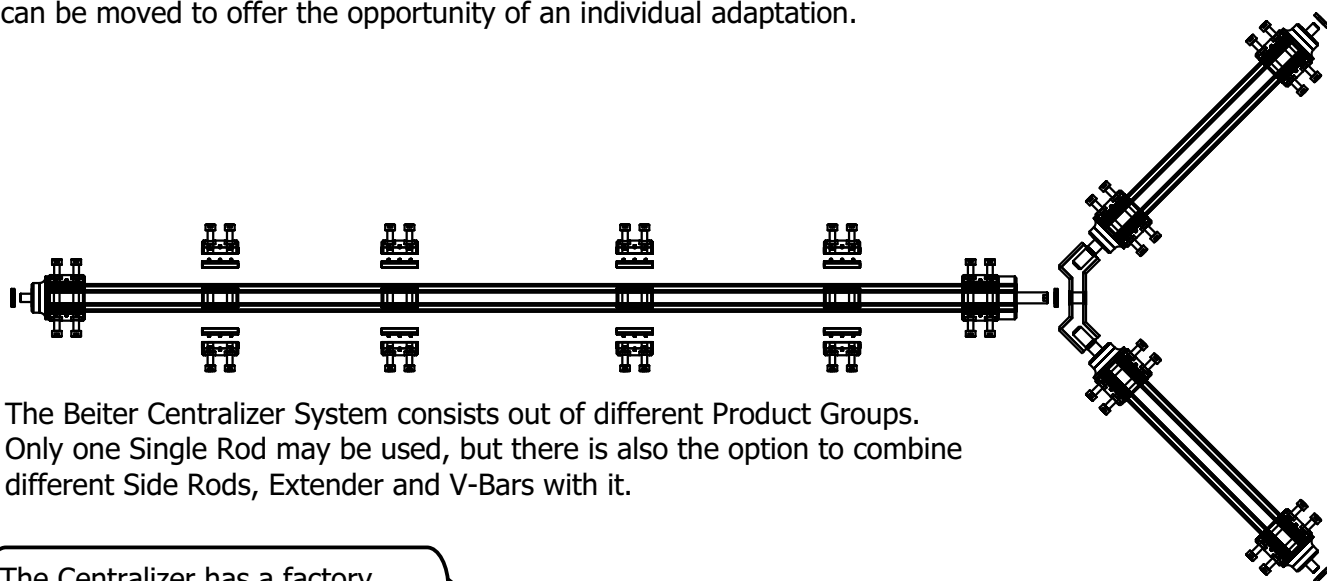 can be moved to offer the opportunity of an individual adaptation.
The Beiter Centralizer System consists out of different Product Groups.
Only one Single Rod may be used, but there is also the option to combine
different Side Rods, Extender and V-Bars with it.
The Centralizer has a factory